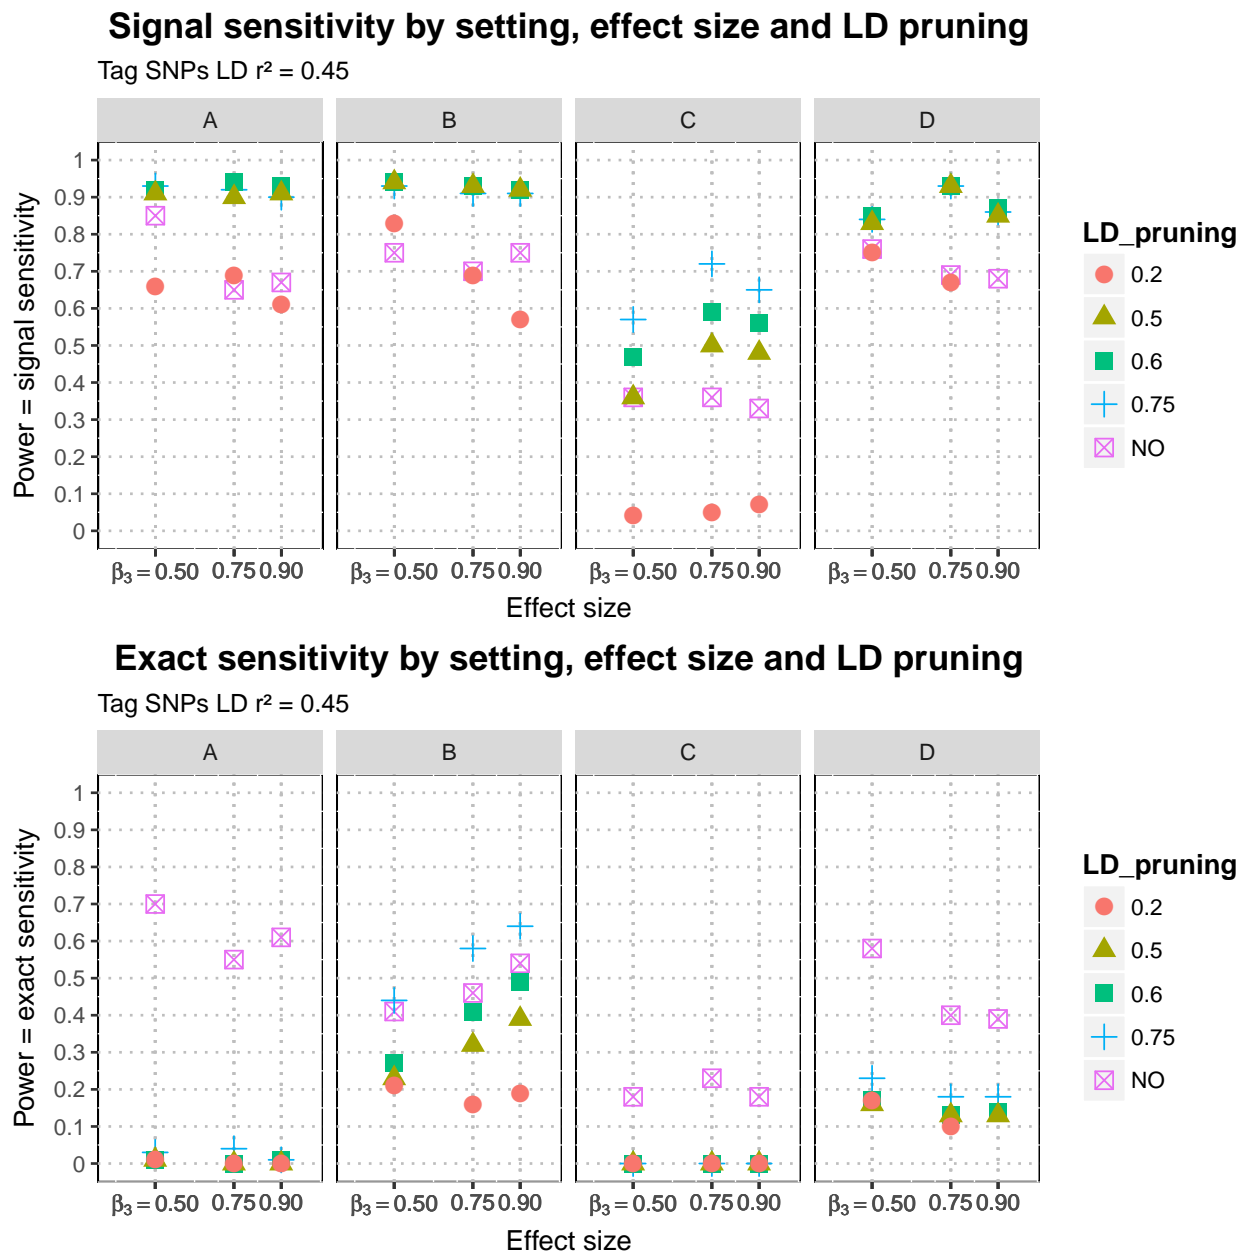 Signal sensitivity by setting, effect size and LD pruning
Tag SNPs LD r² = 0.45
A B C D
1
0.9
0.8
0.7
0.6
0.5
0.4
0.3
0.2
0.1
0
Power = signal sensitivity
β₃ = 0.50 0.75 0.90 β₃ = 0.50 0.75 0.90 β₃ = 0.50 0.75 0.90 β₃ = 0.50 0.75 0.90
Effect size
LD_pruning
0.2
0.5
0.6
0.75
NO
Exact sensitivity by setting, effect size and LD pruning
Tag SNPs LD r² = 0.45
A B C D
1
0.9
0.8
0.7
0.6
0.5
0.4
0.3
0.2
0.1
0
Power = exact sensitivity
β₃ = 0.50 0.75 0.90 β₃ = 0.50 0.75 0.90 β₃ = 0.50 0.75 0.90 β₃ = 0.50 0.75 0.90
Effect size
LD_pruning
0.2
0.5
0.6
0.75
NO